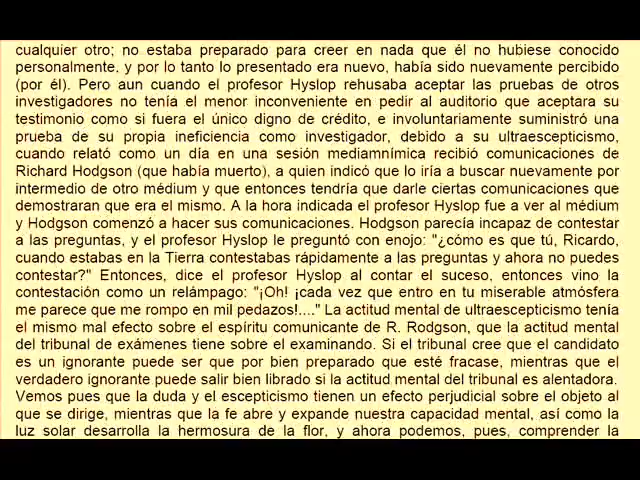 cualquier otro; no estaba preparado para creer en nada que él no hubiese conocido
personalmente, y por lo tanto lo presentado era nuevo, había sido nuevamente percibido
(por él). Pero aun cuando el profesor Hyslop rehusaba aceptar las pruebas de otros
investigadores no tenía el menor inconveniente en pedir al auditorio que aceptara su
testimonio como si fuera el único digno de crédito, e involuntariamente suministró una
prueba de su propia ineficiencia como investigador, debido a su ultraescepticismo,
cuando relató como un día en una sesión mediamnímica recibió comunicaciones de
Richard Hodgson (que había muerto), a quien indicó que lo iría a buscar nuevamente por
intermedio de otro médium y que entonces tendría que darle ciertas comunicaciones que
demostraran que era el mismo. A la hora indicada el profesor Hyslop fue a ver al médium
y Hodgson comenzó a hacer sus comunicaciones. Hodgson parecía incapaz de contestar
a las preguntas, y el profesor Hyslop le preguntó con enojo: "¿cómo es que tú, Ricardo,
cuando estabas en la Tierra contestabas rápidamente a las preguntas y ahora no puedes
contestar?" Entonces, dice el profesor Hyslop al contar el suceso, entonces vino la
contestación como un relámpago: "¡Oh! ¡cada vez que entro en tu miserable atmósfera
me parece que me rompo en mil pedazos!...." La actitud mental de ultraescepticismo tenía
el mismo mal efecto sobre el espíritu comunicante de R. Rodgson, que la actitud mental
del tribunal de exámenes tiene sobre el examinando. Si el tribunal cree que el candidato
es un ignorante puede ser que por bien preparado que esté fracase, mientras que el
verdadero ignorante puede salir bien librado si la actitud mental del tribunal es alentadora.
Vemos pues que la duda y el escepticismo tienen un efecto perjudicial sobre el objeto al
que se dirige, mientras que la fe abre y expande nuestra capacidad mental, así como la
luz solar desarrolla la hermosura de la flor, y ahora podemos, pues, comprender la